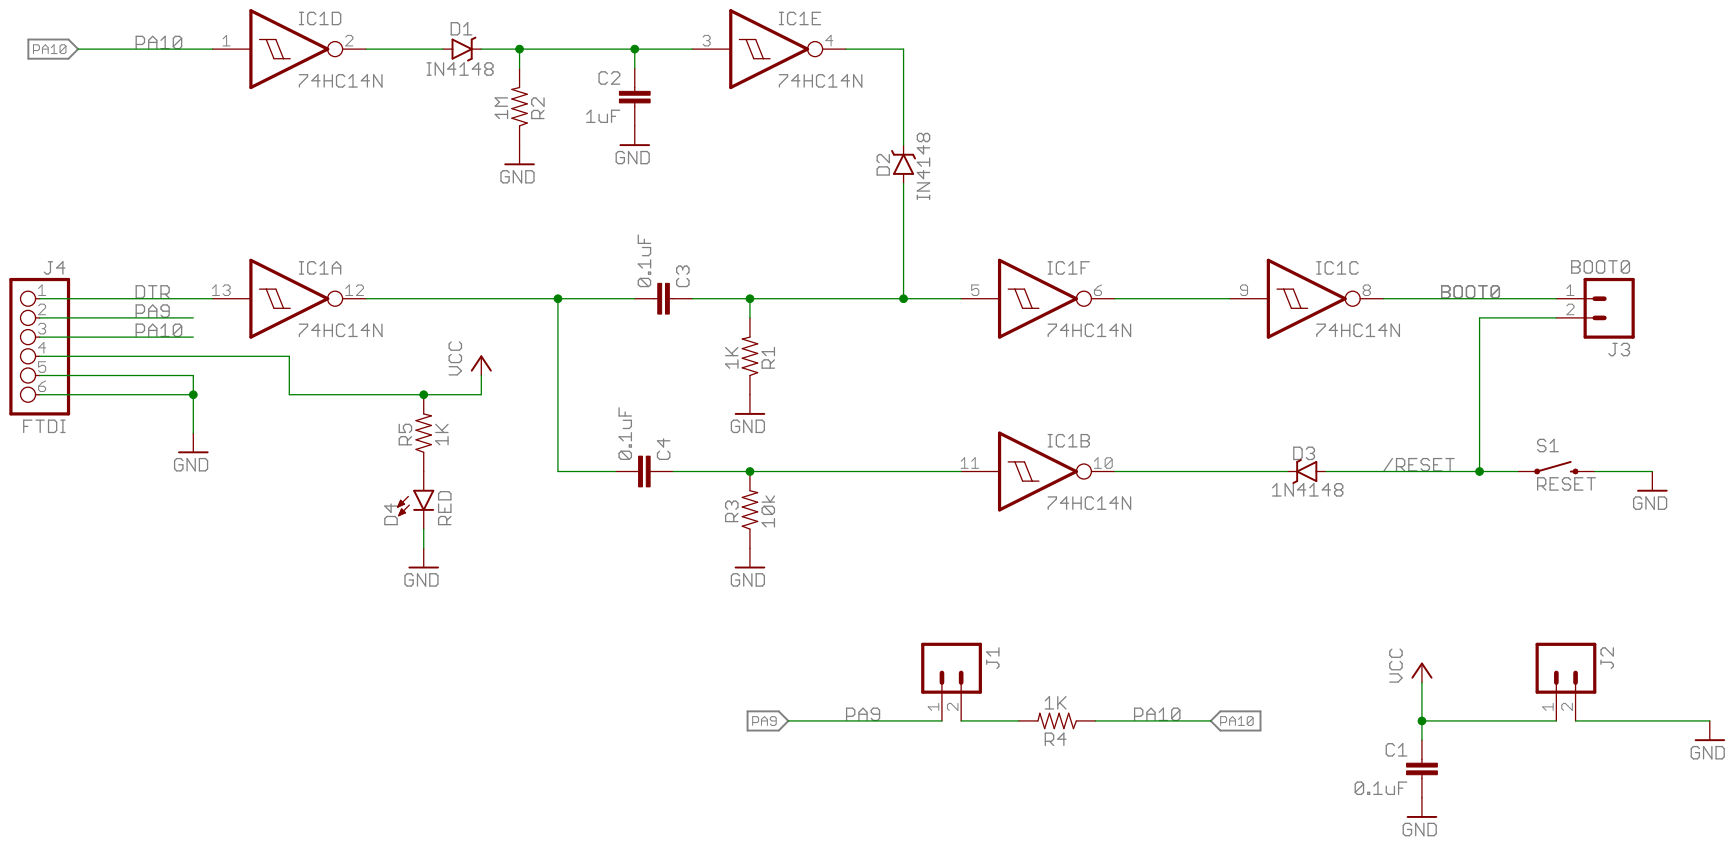 IC1D
PA10
PA10
1
2
74HC14N
D1
IN4148
1M
R2
GND
C2
1uF
GND
IC1E
3
4
74HC14N
D2
IN4148
J4
1
2
3
4
5
6
FTDI
DTR
PA9
PA10
GND
IC1A
13
12
74HC14N
VCC
R5
1K
D4
RED
GND
0.1uF
C3
1K
R1
GND
0.1uF
C4
R3
10k
GND
IC1F
5
6
74HC14N
IC1C
9
8
74HC14N
BOOT0
BOOT0
1
2
J3
IC1B
11
10
74HC14N
D3
1N4148
/RESET
S1
RESET
GND
J1
1
2
PA9
PA9
1K
R4
PA10
PA10
VCC
J2
1
2
C1
0.1uF
GND
GND